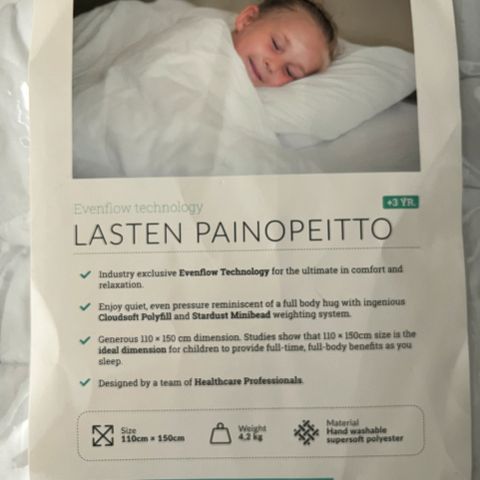 Evenflow technology
+3 YR.
LASTEN PAINOPEITTO
Industry exclusive Evenflow Technology for the ultimate in comfort and
relaxation.
Enjoy quiet, even pressure reminiscent of a full body hug with ingenious
Cloudsoft Polyfill and Stardust Minibead weighting system.
Generous 110 × 150 cm dimension. Studies show that 110 × 150cm size is the
ideal dimension for children to provide full-time, full-body benefits as you
sleep.
Designed by a team of Healthcare Professionals.
Size
110cm × 150cm
Weight
4,2 kg
Material
Hand washable
supersoft polyester